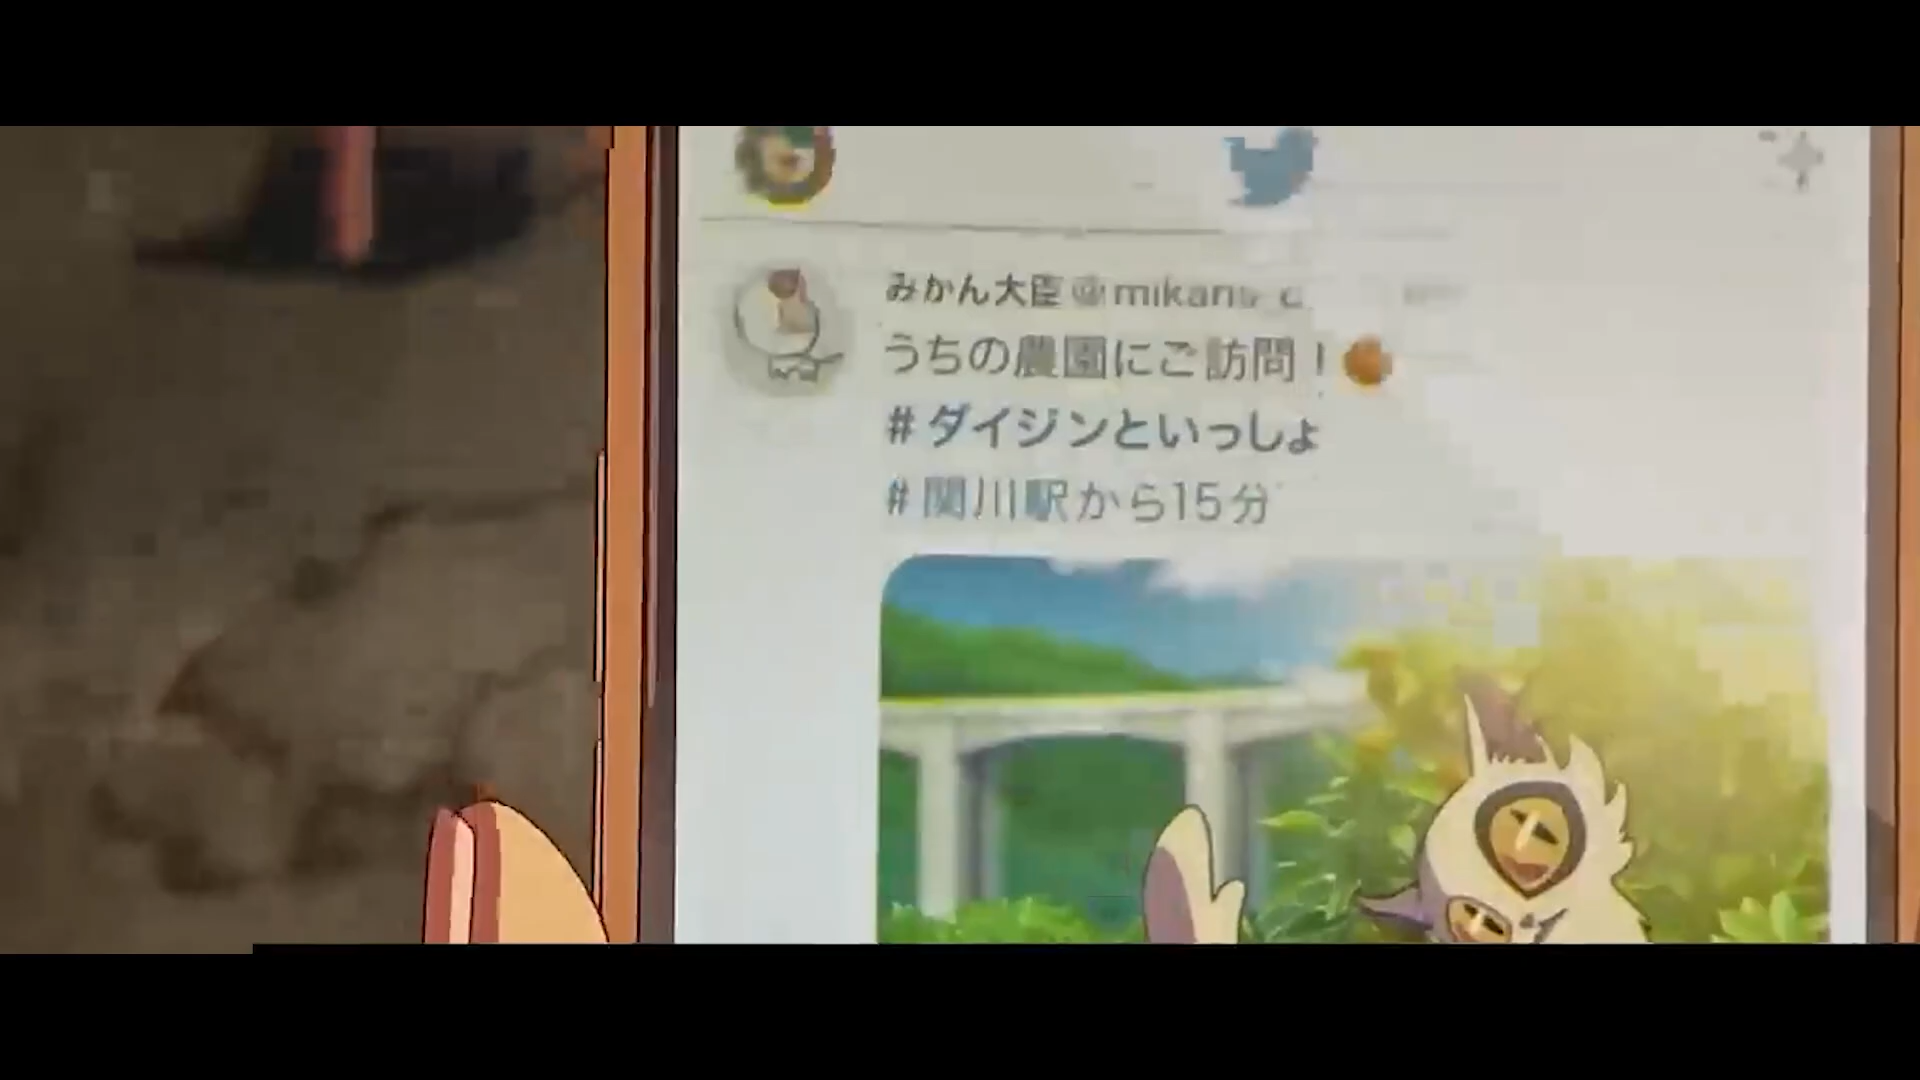 みかん大臣
うちの農園にご訪問！
#ダイジンといっしょ
#関川駅から15分